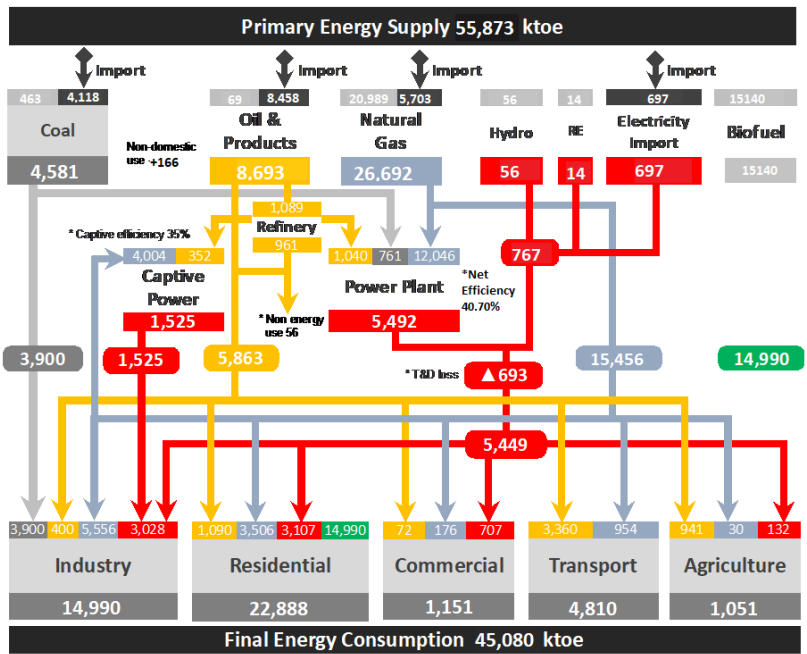 Primary Energy Supply 55,873 ktoe
Import Import Import Import
463 4,118 69 8,458 20,989 5,703 56 14 697 15140
Coal Oil & Products Natural Gas Hydro RE Electricity Import Biofuel
Non-domestic
use +166
4,581 8,693 26,692 56 14 697 15140
1,089
Refinery
961
* Captive efficiency 35%
4,004 352 1,040 761 12,046 767
Captive
Power
Power Plant
*Net
Efficiency
40.70%
1,525 5,492
* Non energy
use 56
3,900 1,525 5,863 15,456 14,990
* T&D loss ▲693
5,449
3,900 400 5,556 3,028 1,090 3,506 3,107 14,990 72 176 707 3,360 954 941 30 132
Industry Residential Commercial Transport Agriculture
14,990 22,888 1,151 4,810 1,051
Final Energy Consumption 45,080 ktoe